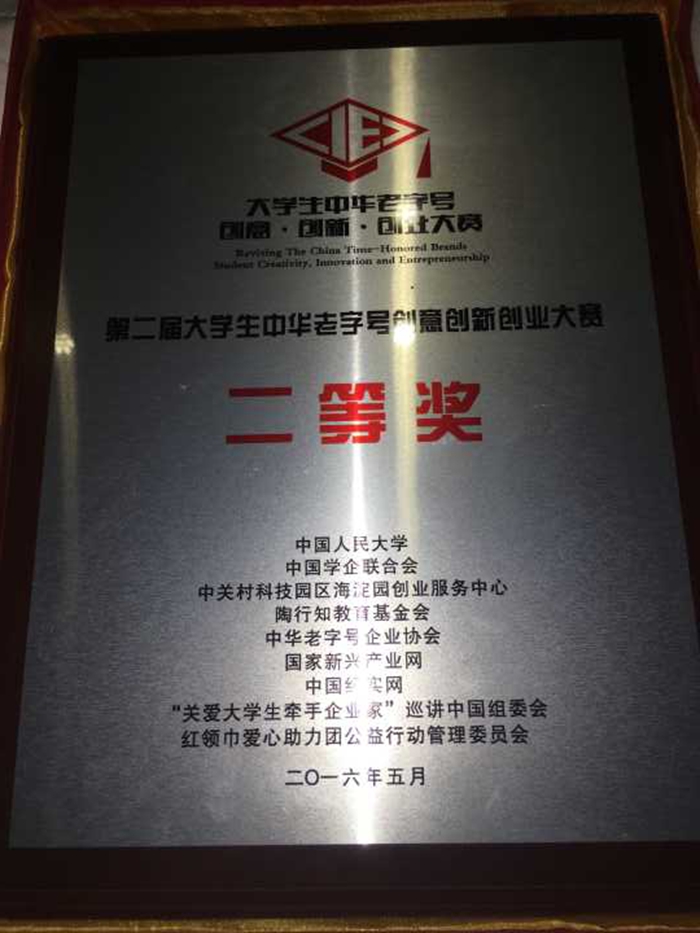 CIEC
大学生中华老字号
创意·创新·创业大赛
Reviving The China Time-Honored Brands
Student Creativity, Innovation and Entrepreneurship
第二届大学生中华老字号创意创新创业大赛
二等奖
中国人民大学
中国学企联合会
中关村科技园区海淀园创业服务中心
陶行知教育基金会
中华老字号企业协会
国家新兴产业网
中国纪实网
“关爱大学生牵手企业家”巡讲中国组委会
红领巾爱心助力团公益行动管理委员会
二〇一六年五月